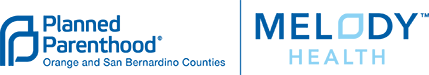 Planned
Parenthood®
Orange and San Bernardino Counties
MELODY™
HEALTH